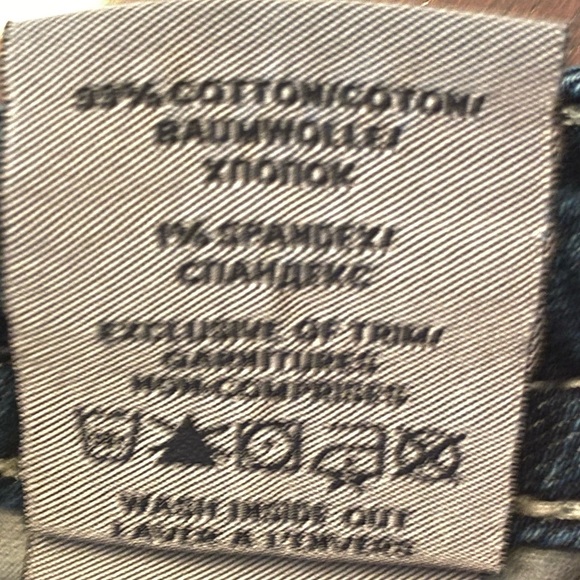 99% COTTON/COTON/
BAUMWOLLE/
ХЛОПОК
1% SPANDEX/
СПАНДЕКС
EXCLUSIVE OF TRIM/
GARNITURES
NON-COMPRISES
WASH INSIDE OUT
LAVER A L'ENVERS